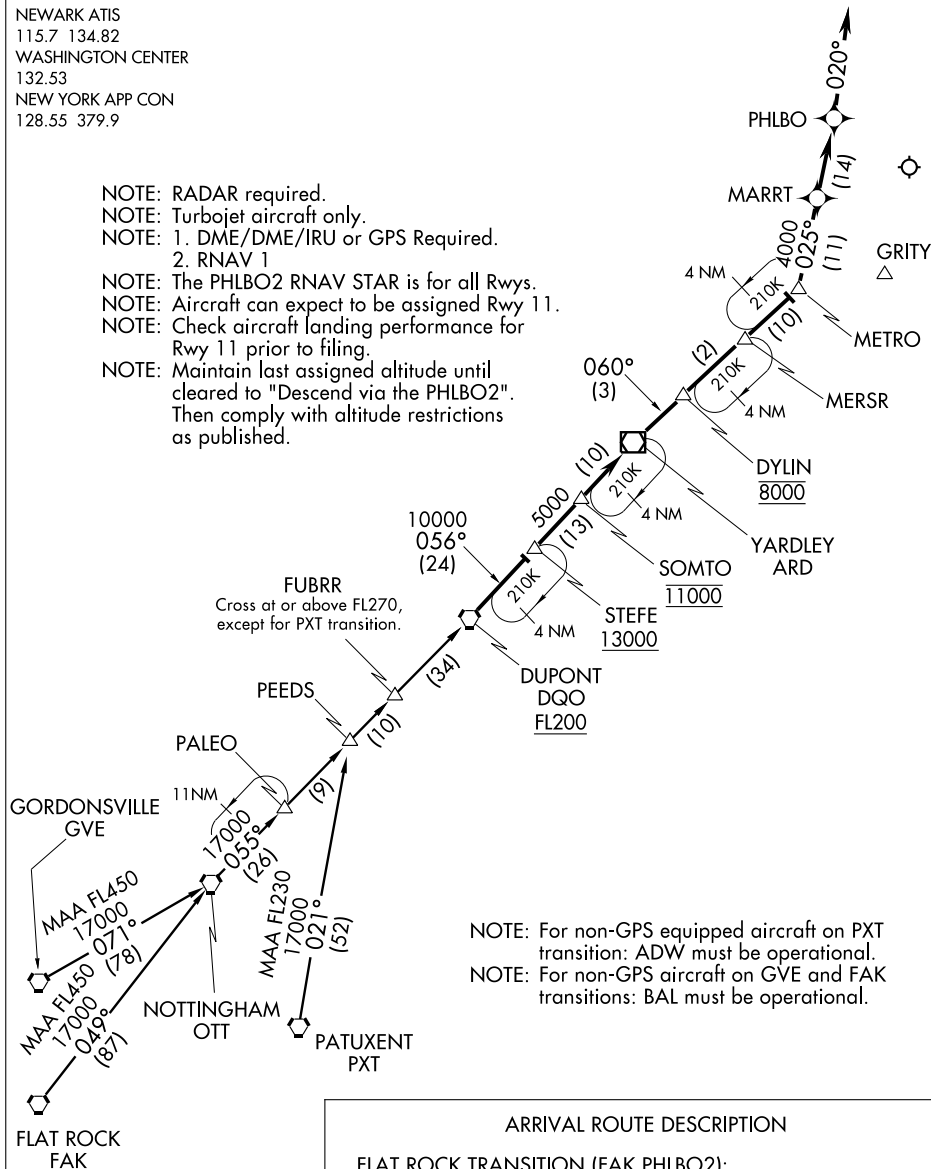 NEWARK ATIS
115.7 134.82
WASHINGTON CENTER
132.53
NEW YORK APP CON
128.55 379.9
NOTE: RADAR required.
NOTE: Turbojet aircraft only.
NOTE: 1. DME/DME/IRU or GPS Required.
2. RNAV 1
NOTE: The PHLBO2 RNAV STAR is for all Rwys.
NOTE: Aircraft can expect to be assigned Rwy 11.
NOTE: Check aircraft landing performance for
Rwy 11 prior to filing.
NOTE: Maintain last assigned altitude until
cleared to "Descend via the PHLBO2".
Then comply with altitude restrictions
as published.
020°
PHLBO
(14)
MARRT
4000
025°
(11)
GRITY
4 NM
210K
METRO
(10)
(2)
210K
4 NM
MERSR
060°
(3)
DYLIN
8000
(10)
210K
4 NM
YARDLEY
ARD
5000
(13)
SOMTO
11000
10000
056°
(24)
210K
4 NM
STEFE
13000
FUBRR
Cross at or above FL270,
except for PXT transition.
(34)
DUPONT
DQO
FL200
PEEDS
(10)
PALEO
(9)
11NM
17000
055°
(26)
GORDONSVILLE
GVE
MAA FL450
17000
071°
(78)
MAA FL450
17000
049°
(87)
MAA FL230
17000
021°
(52)
NOTTINGHAM
OTT
PATUXENT
PXT
FLAT ROCK
FAK
NOTE: For non-GPS equipped aircraft on PXT
transition: ADW must be operational.
NOTE: For non-GPS aircraft on GVE and FAK
transitions: BAL must be operational.
ARRIVAL ROUTE DESCRIPTION
FLAT ROCK TRANSITION (FAK.PHLBO2):